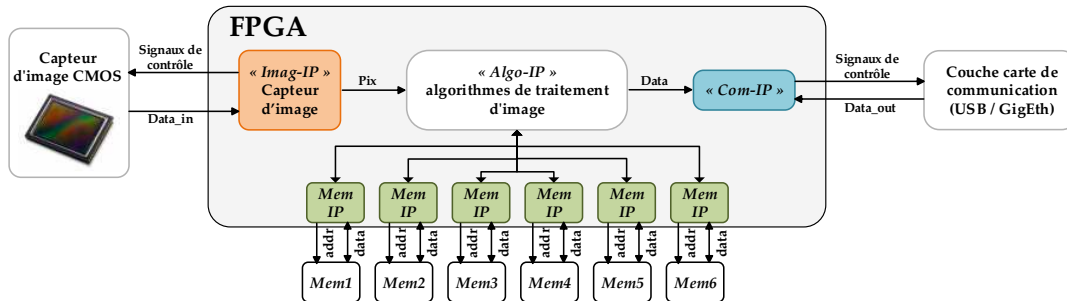 FPGA
Capteur
d'image CMOS
Signaux de
contrôle
Data_in
« Imag-IP »
Capteur
d’image
Pix
« Algo-IP »
algorithmes de traitement
d'image
Data
« Com-IP »
Signaux de
contrôle
Data_out
Couche carte de
communication
(USB / GigEth)
Mem
IP
Mem
IP
Mem
IP
Mem
IP
Mem
IP
Mem
IP
addr
data
addr
data
addr
data
addr
data
addr
data
addr
data
Mem1
Mem2
Mem3
Mem4
Mem5
Mem6